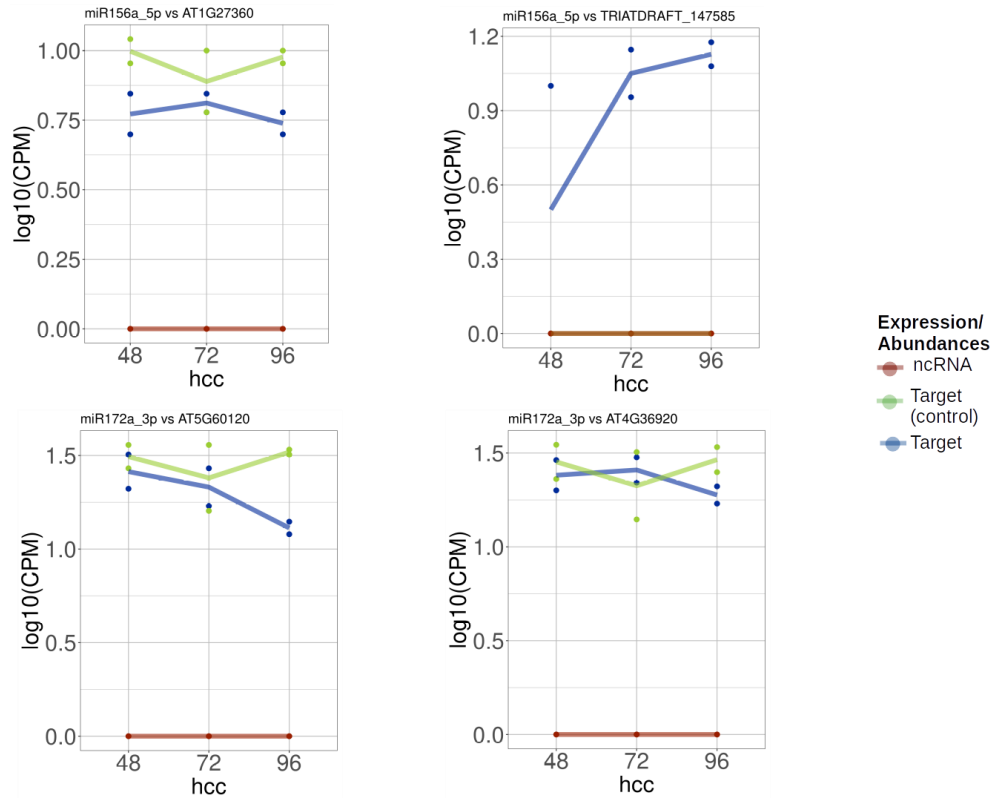 miR156a_5p vs AT1G27360
1.00
0.75
0.50
0.25
0.00
log10(CPM)
48 72 96
hcc
miR156a_5p vs TRIATDRAFT_147585
1.2
0.9
0.6
0.3
0.0
log10(CPM)
48 72 96
hcc
miR172a_3p vs AT5G60120
1.5
1.0
0.5
0.0
log10(CPM)
48 72 96
hcc
miR172a_3p vs AT4G36920
1.5
1.0
0.5
0.0
log10(CPM)
48 72 96
hcc
Expression/
Abundances
ncRNA
Target
(control)
Target